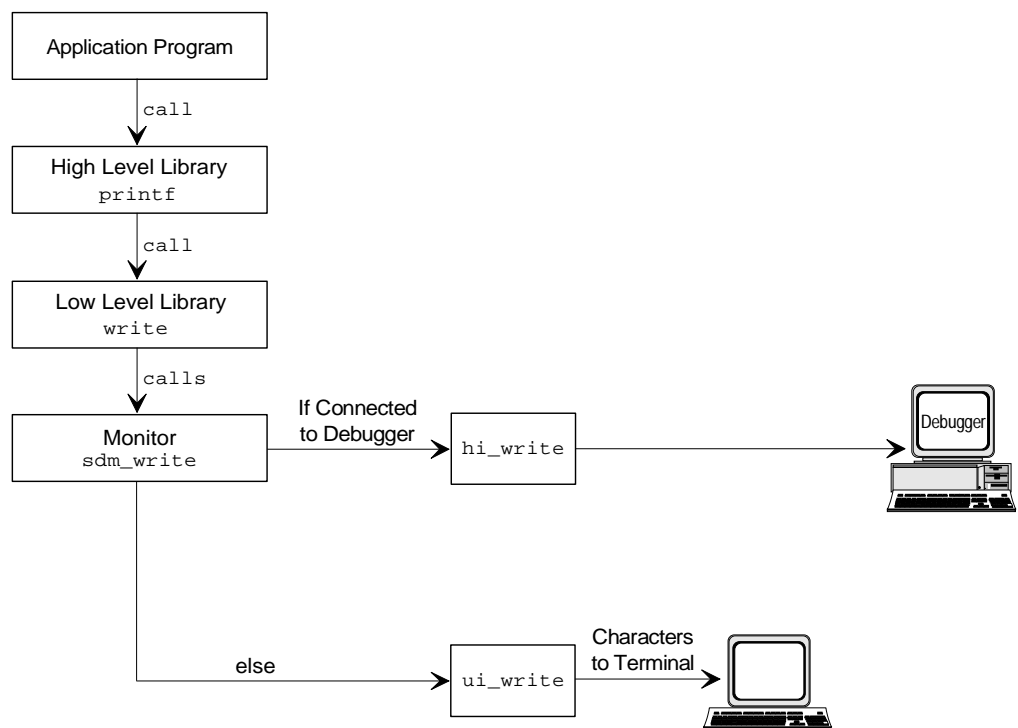 Application Program
call
High Level Library
printf
call
Low Level Library
write
calls
Monitor
sdm_write
If Connected
to Debugger
hi_write
Debugger
else
ui_write
Characters
to Terminal